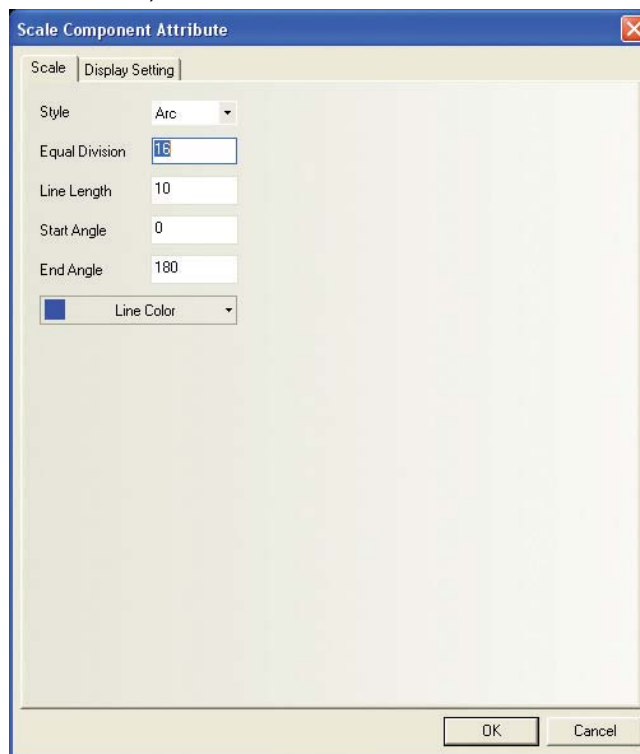 Scale Component Attribute
Scale Display Setting
Style Arc
Equal Division 16
Line Length 10
Start Angle 0
End Angle 180
Line Color
OK Cancel